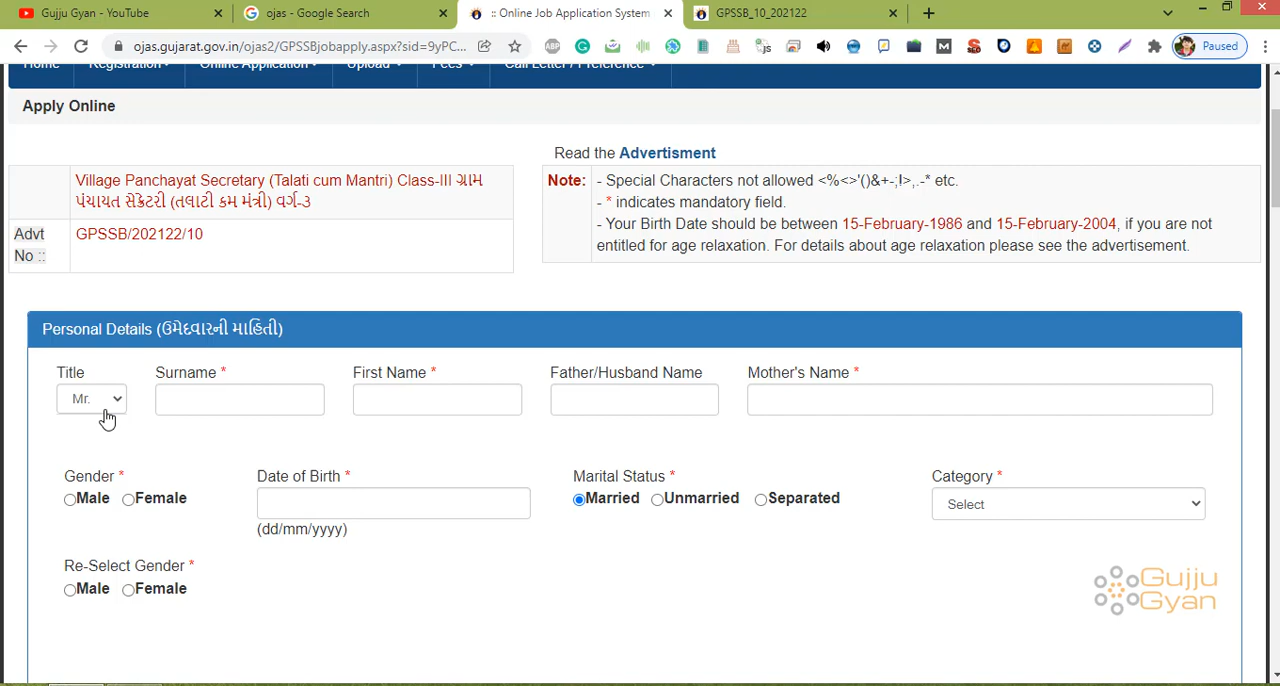 Gujju Gyan - YouTube
ojas - Google Search
:: Online Job Application System
GPSSB_10_202122
ojas.gujarat.gov.in/ojas2/GPSSBjobapply.aspx?sid=9yPC...
Paused
Home Registration Online Application Upload Fees Call Letter / Preference
Apply Online
Read the Advertisment
Village Panchayat Secretary (Talati cum Mantri) Class-III ગ્રામ
પંચાયત સેક્રેટરી (તલાટી કમ મંત્રી) વર્ગ-૩
Advt No :: GPSSB/202122/10
Note: - Special Characters not allowed <%<>'()&+-;!>,.-* etc.
- * indicates mandatory field.
- Your Birth Date should be between 15-February-1986 and 15-February-2004, if you are not
entitled for age relaxation. For details about age relaxation please see the advertisement.
Personal Details (ઉમેદવારની માહિતી)
Title Surname * First Name * Father/Husband Name Mother's Name *
Mr.
Gender * Date of Birth * Marital Status * Category *
Male Female Married Unmarried Separated Select
(dd/mm/yyyy)
Re-Select Gender *
Male Female
Gujju
Gyan